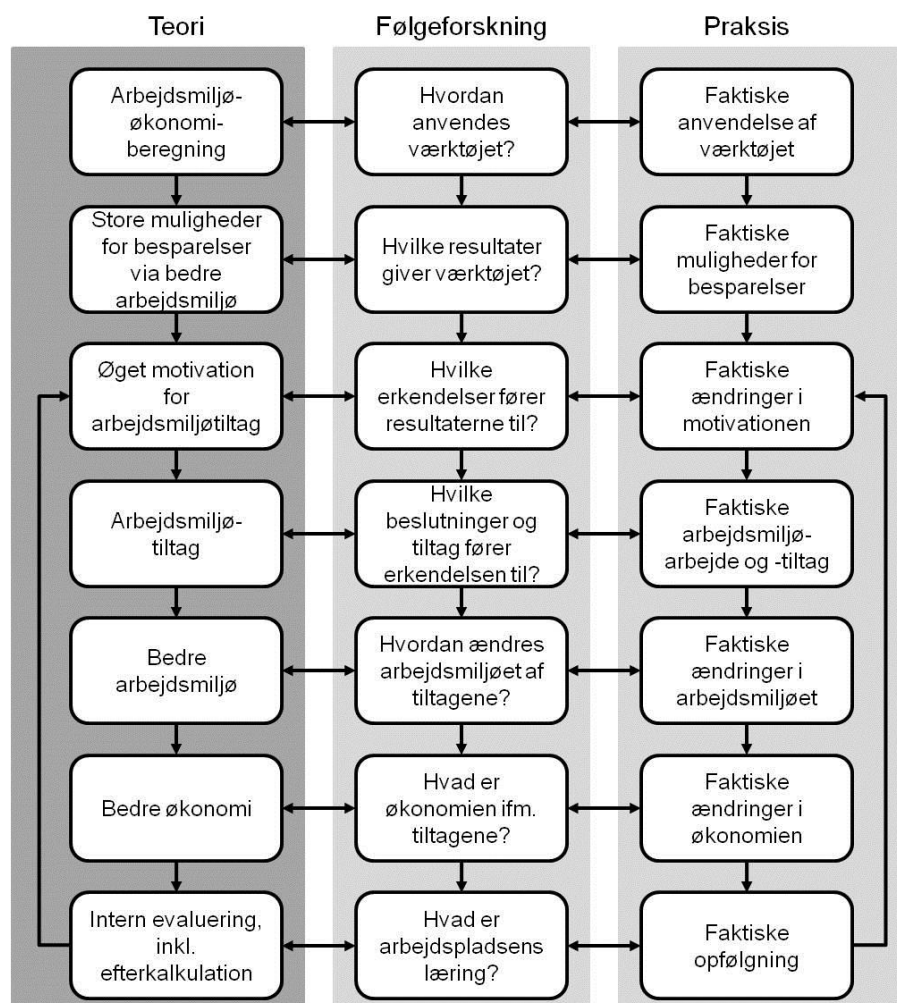 Teori
Følgeforskning
Praksis
Arbejdsmiljø-
økonomi-
beregning
Hvordan
anvendes
værktøjet?
Faktiske
anvendelse af
værktøjet
Store muligheder
for besparelser
via bedre
arbejdsmiljø
Hvilke resultater
giver værktøjet?
Faktiske
muligheder for
besparelser
Øget motivation
for
arbejdsmiljøtiltag
Hvilke
erkendelser fører
resultaterne til?
Faktiske
ændringer i
motivationen
Arbejdsmiljø-
tiltag
Hvilke
beslutninger og
tiltag fører
erkendelsen til?
Faktiske
arbejdsmiljø-
arbejde og -tiltag
Bedre
arbejdsmiljø
Hvordan ændres
arbejdsmiljøet af
tiltagene?
Faktiske
ændringer i
arbejdsmiljøet
Bedre økonomi
Hvad er
økonomien ifm.
tiltagene?
Faktiske
ændringer i
økonomien
Intern evaluering,
inkl.
efterkalkulation
Hvad er
arbejdspladsens
læring?
Faktiske
opfølgning